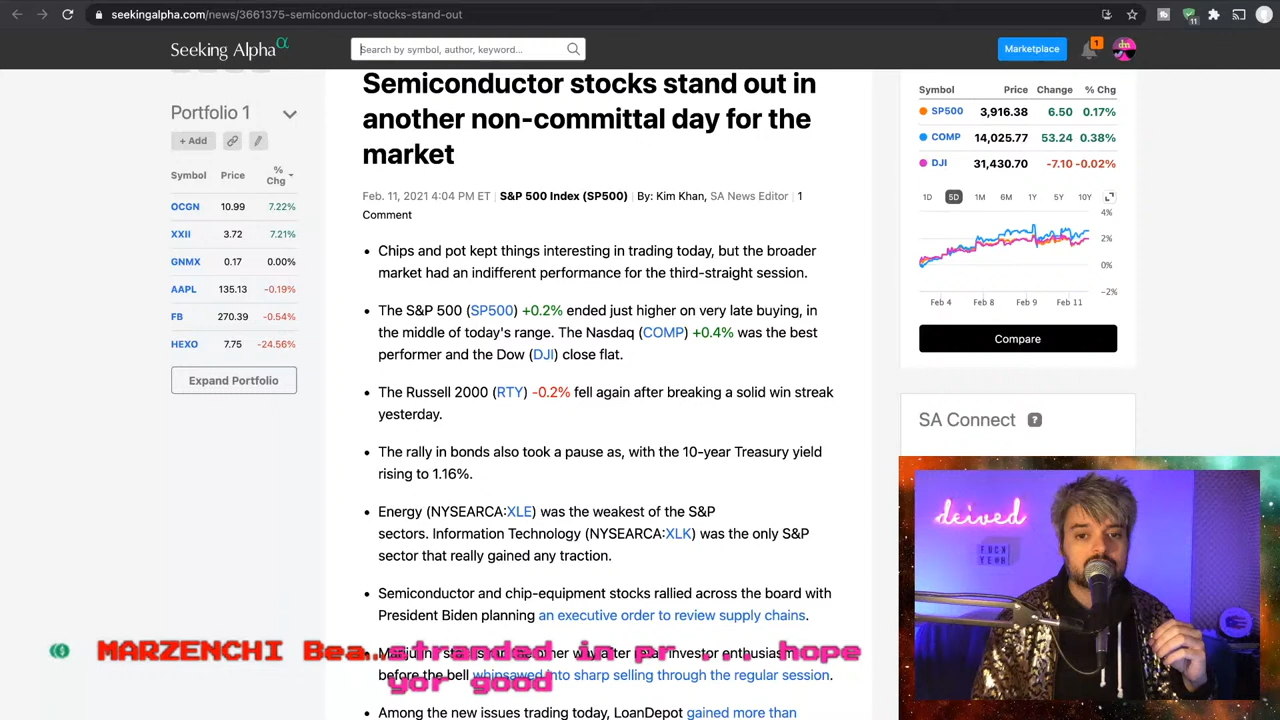 seekingalpha.com/news/3661375-semiconductor-stocks-stand-out
11
Seeking Alpha α
Search by symbol, author, keyword...
Marketplace
1
dn
Portfolio 1
+ Add
Symbol Price % Chg
OCGN 10.99 7.22%
XXII 3.72 7.21%
GNMX 0.17 0.00%
AAPL 135.13 -0.19%
FB 270.39 -0.54%
HEXO 7.75 -24.56%
Expand Portfolio
Semiconductor stocks stand out in
another non-committal day for the
market
Feb. 11, 2021 4:04 PM ET | S&P 500 Index (SP500) | By: Kim Khan, SA News Editor | 1
Comment
• Chips and pot kept things interesting in trading today, but the broader
market had an indifferent performance for the third-straight session.
• The S&P 500 (SP500) +0.2% ended just higher on very late buying, in
the middle of today's range. The Nasdaq (COMP) +0.4% was the best
performer and the Dow (DJI) close flat.
• The Russell 2000 (RTY) -0.2% fell again after breaking a solid win streak
yesterday.
• The rally in bonds also took a pause as, with the 10-year Treasury yield
rising to 1.16%.
• Energy (NYSEARCA:XLE) was the weakest of the S&P
sectors. Information Technology (NYSEARCA:XLK) was the only S&P
sector that really gained any traction.
• Semiconductor and chip-equipment stocks rallied across the board with
President Biden planning an executive order to review supply chains.
before the bell whipsawed into sharp selling through the regular session.
• Among the new issues trading today, LoanDepot gained more than
MARZENCHI Bea..stranded in pr ... hope
yor good
Symbol Price Change % Chg
SP500 3,916.38 6.50 0.17%
COMP 14,025.77 53.24 0.38%
DJI 31,430.70 -7.10 -0.02%
1D 5D 1M 6M 1Y 5Y 10Y
4%
2%
0%
-2%
Feb 4 Feb 8 Feb 9 Feb 11
Compare
SA Connect ?
deived
FOCK
YEAH